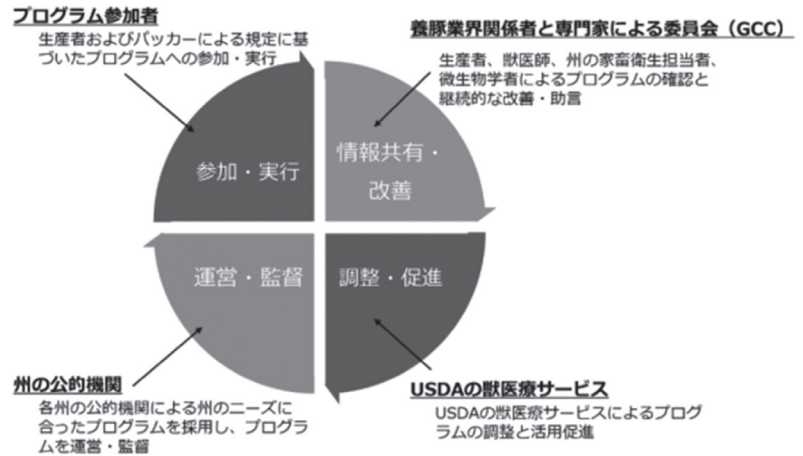 プログラム参加者
生産者およびパッカーによる規定に基
づいたプログラムへの参加・実行
養豚業界関係者と専門家による委員会（GCC）
生産者、獣医師、州の家畜衛生担当者、
微生物学者によるプログラムの確認と
継続的な改善・助言
参加・実行
情報共有・
改善
運営・監督
調整・促進
州の公的機関
各州の公的機関による州のニーズに
合ったプログラムを採用し、プログラ
ムを運営・監督
USDAの獣医療サービス
USDAの獣医療サービスによるプログ
ラムの調整と活用促進